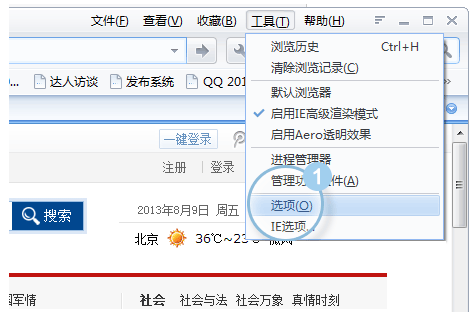 文件(F) 查看(V) 收藏(B) 工具(T) 帮助(H)
浏览历史 Ctrl+H
清除浏览记录(C)
0... 达人访谈 发布系统 QQ 201
默认浏览器
启用IE高级渲染模式
启用Aero透明效果
一键登录
进程管理器
注册 登录
管理功 件(A)
1
选项(O)
搜索
2013年8月9日 周五
IE选项...
北京 36℃~23℃ 微风
国军情 社会 社会与法 社会万象 真情时刻